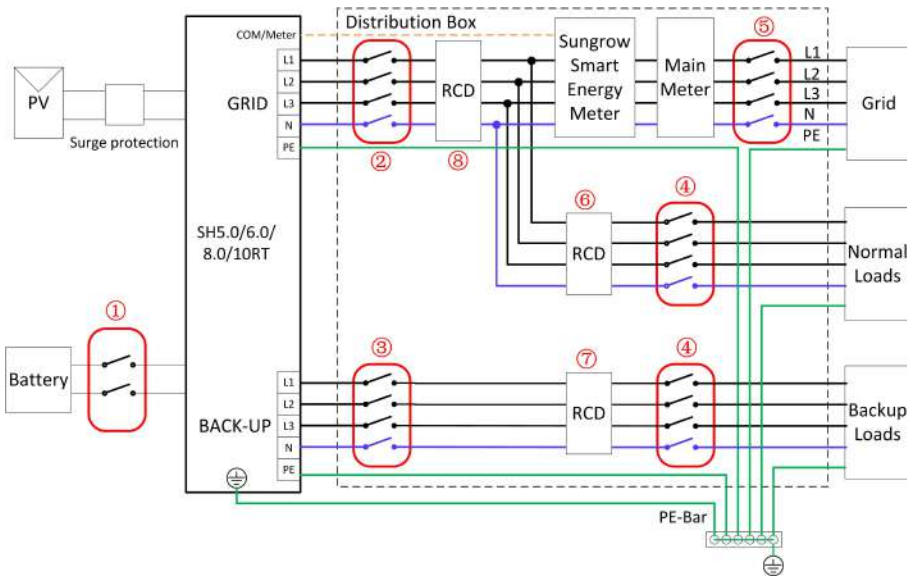 Distribution Box
COM/Meter
⑤
L1
L2
L3
N
PE
GRID
②
RCD
⑧
Sungrow
Smart
Energy
Meter
Main
Meter
L1
L2
L3
N
PE
Grid
PV
Surge protection
SH5.0/6.0/
8.0/10RT
⑥
RCD
④
Normal
Loads
①
Battery
③
⑦
RCD
④
L1
L2
L3
N
PE
BACK-UP
Backup
Loads
PE-Bar